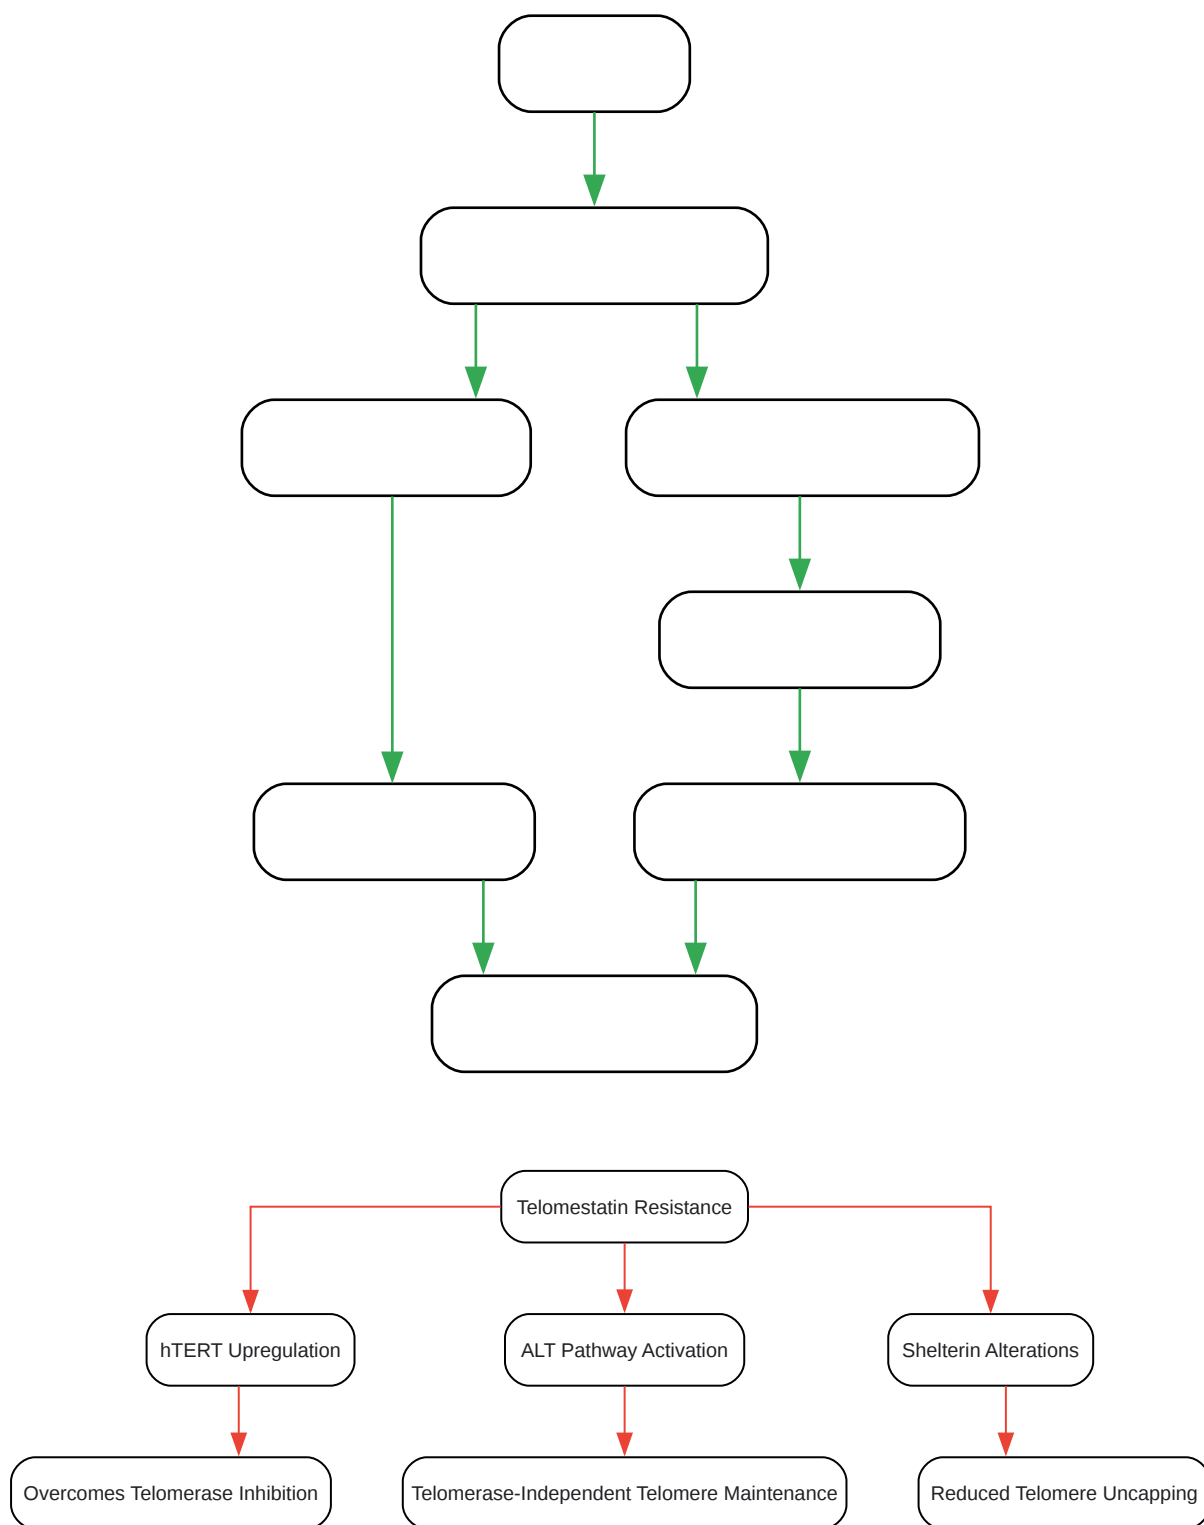 Telomestatin Resistance
hTERT Upregulation
ALT Pathway Activation
Shelterin Alterations
Overcomes Telomerase Inhibition
Telomerase-Independent Telomere Maintenance
Reduced Telomere Uncapping